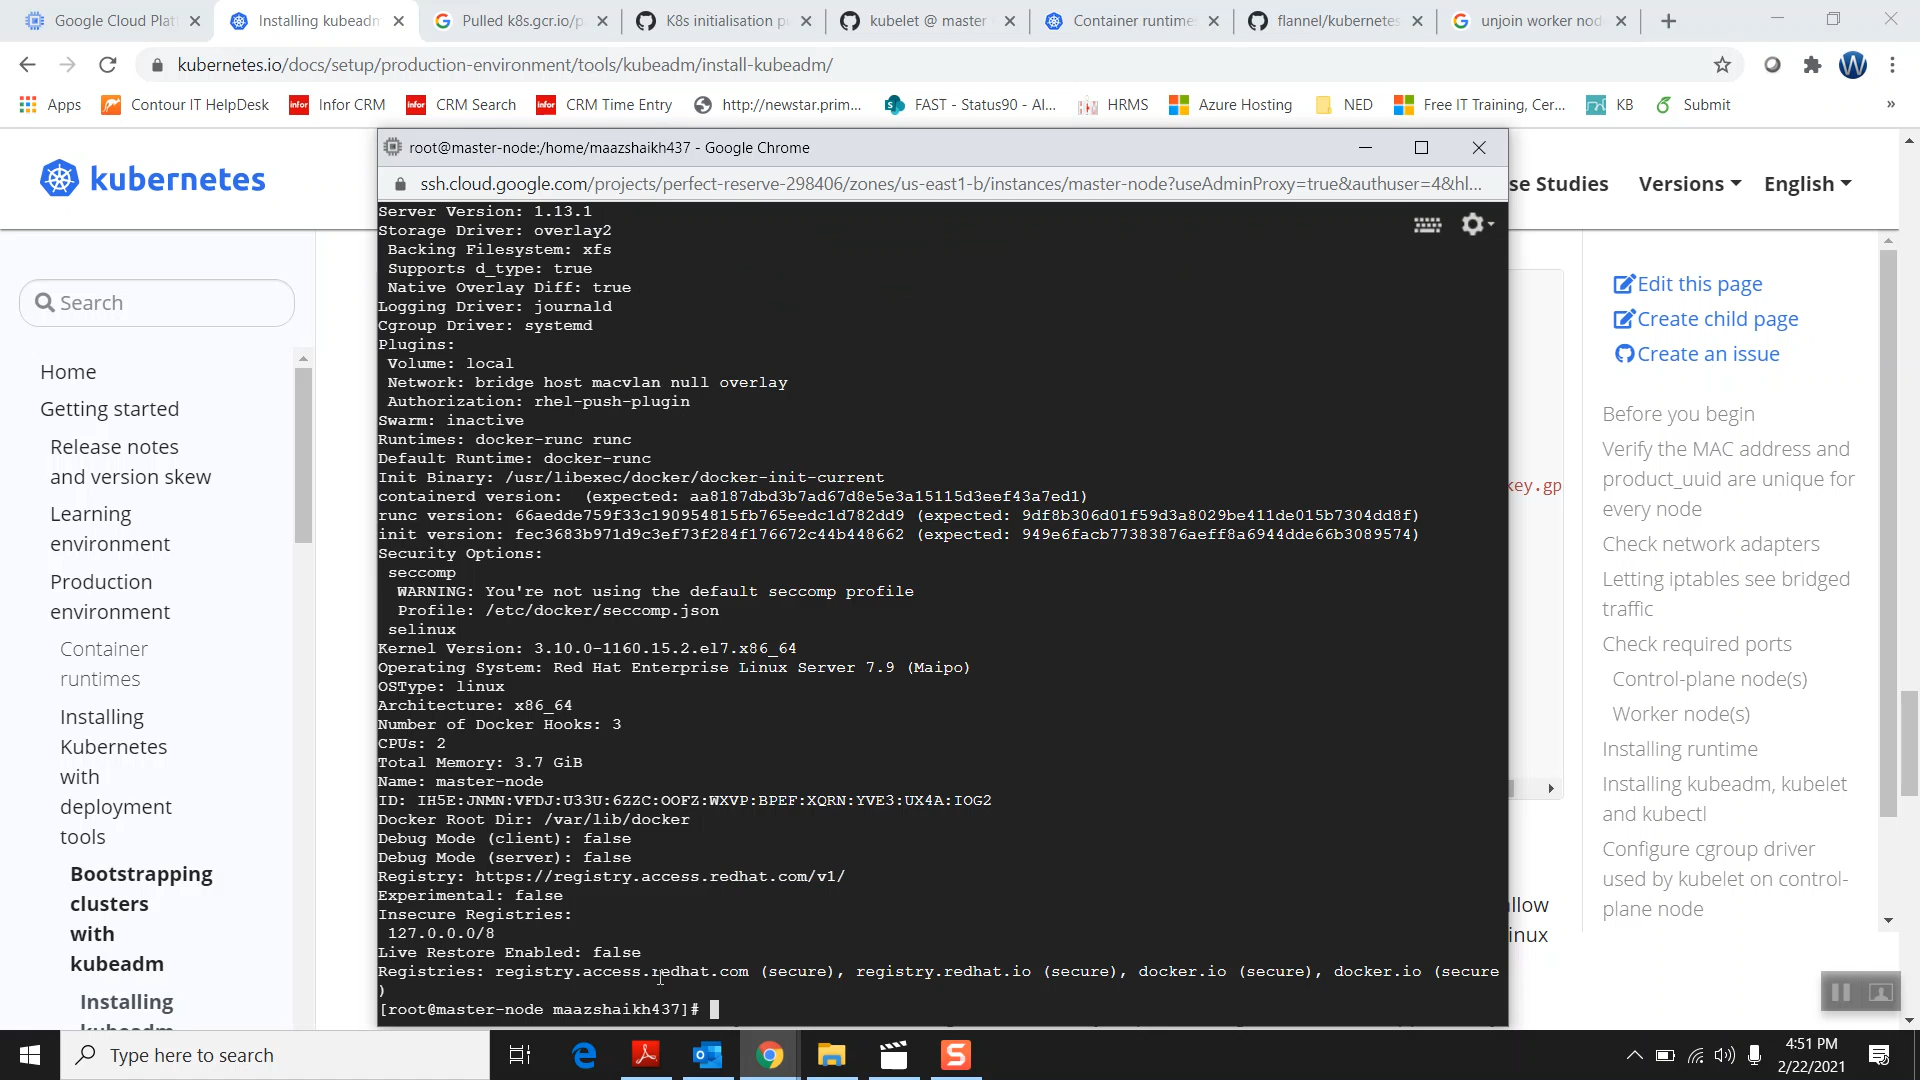 Google Cloud Plat
Installing kubeadm
Pulled k8s.gcr.io/p
K8s initialisation p
kubelet @ master
Container runtime
flannel/kubernetes
unjoin worker nod
kubernetes.io/docs/setup/production-environment/tools/kubeadm/install-kubeadm/
W
Apps
Contour IT HelpDesk
Infor CRM
CRM Search
CRM Time Entry
http://newstar.prim...
FAST - Status90 - Al...
HRMS
Azure Hosting
NED
Free IT Training, Cer...
KB
Submit
»
kubernetes
se Studies
Versions
English
Search
Home
Getting started
Release notes
and version skew
Learning
environment
Production
environment
Container
runtimes
Installing
Kubernetes
with
deployment
tools
Bootstrapping
clusters
with
kubeadm
Installing
kubeadm
root@master-node:/home/maazshaikh437 - Google Chrome
ssh.cloud.google.com/projects/perfect-reserve-298406/zones/us-east1-b/instances/master-node?useAdminProxy=true&authuser=4&hl...
Server Version: 1.13.1
Storage Driver: overlay2
Backing Filesystem: xfs
Supports d_type: true
Native Overlay Diff: true
Logging Driver: journald
Cgroup Driver: systemd
Plugins:
Volume: local
Network: bridge host macvlan null overlay
Authorization: rhel-push-plugin
Swarm: inactive
Runtimes: docker-runc runc
Default Runtime: docker-runc
Init Binary: /usr/libexec/docker/docker-init-current
containerd version:  (expected: aa8187dbd3b7ad67d8e5e3a15115d3eef43a7ed1)
runc version: 66aedde759f33c190954815fb765eedc1d782dd9 (expected: 9df8b306d01f59d3a8029be411de015b7304dd8f)
init version: fec3683b971d9c3ef73f284f176672c44b448662 (expected: 949e6facb77383876aeff8a6944dde66b3089574)
Security Options:
seccomp
WARNING: You're not using the default seccomp profile
Profile: /etc/docker/seccomp.json
selinux
Kernel Version: 3.10.0-1160.15.2.el7.x86_64
Operating System: Red Hat Enterprise Linux Server 7.9 (Maipo)
OSType: linux
Architecture: x86_64
Number of Docker Hooks: 3
CPUs: 2
Total Memory: 3.7 GiB
Name: master-node
ID: IH5E:JNMN:VFDJ:U33U:6ZZC:OOFZ:WXVP:BPEF:XQRN:YVE3:UX4A:IOG2
Docker Root Dir: /var/lib/docker
Debug Mode (client): false
Debug Mode (server): false
Registry: https://registry.access.redhat.com/v1/
Experimental: false
Insecure Registries:
127.0.0.0/8
Live Restore Enabled: false
Registries: registry.access.redhat.com (secure), registry.redhat.io (secure), docker.io (secure), docker.io (secure
)
[root@master-node maazshaikh437]#
key.gp
llow
inux
Edit this page
Create child page
Create an issue
Before you begin
Verify the MAC address and
product_uuid are unique for
every node
Check network adapters
Letting iptables see bridged
traffic
Check required ports
Control-plane node(s)
Worker node(s)
Installing runtime
Installing kubeadm, kubelet
and kubectl
Configure cgroup driver
used by kubelet on control-
plane node
Type here to search
4:51 PM
2/22/2021